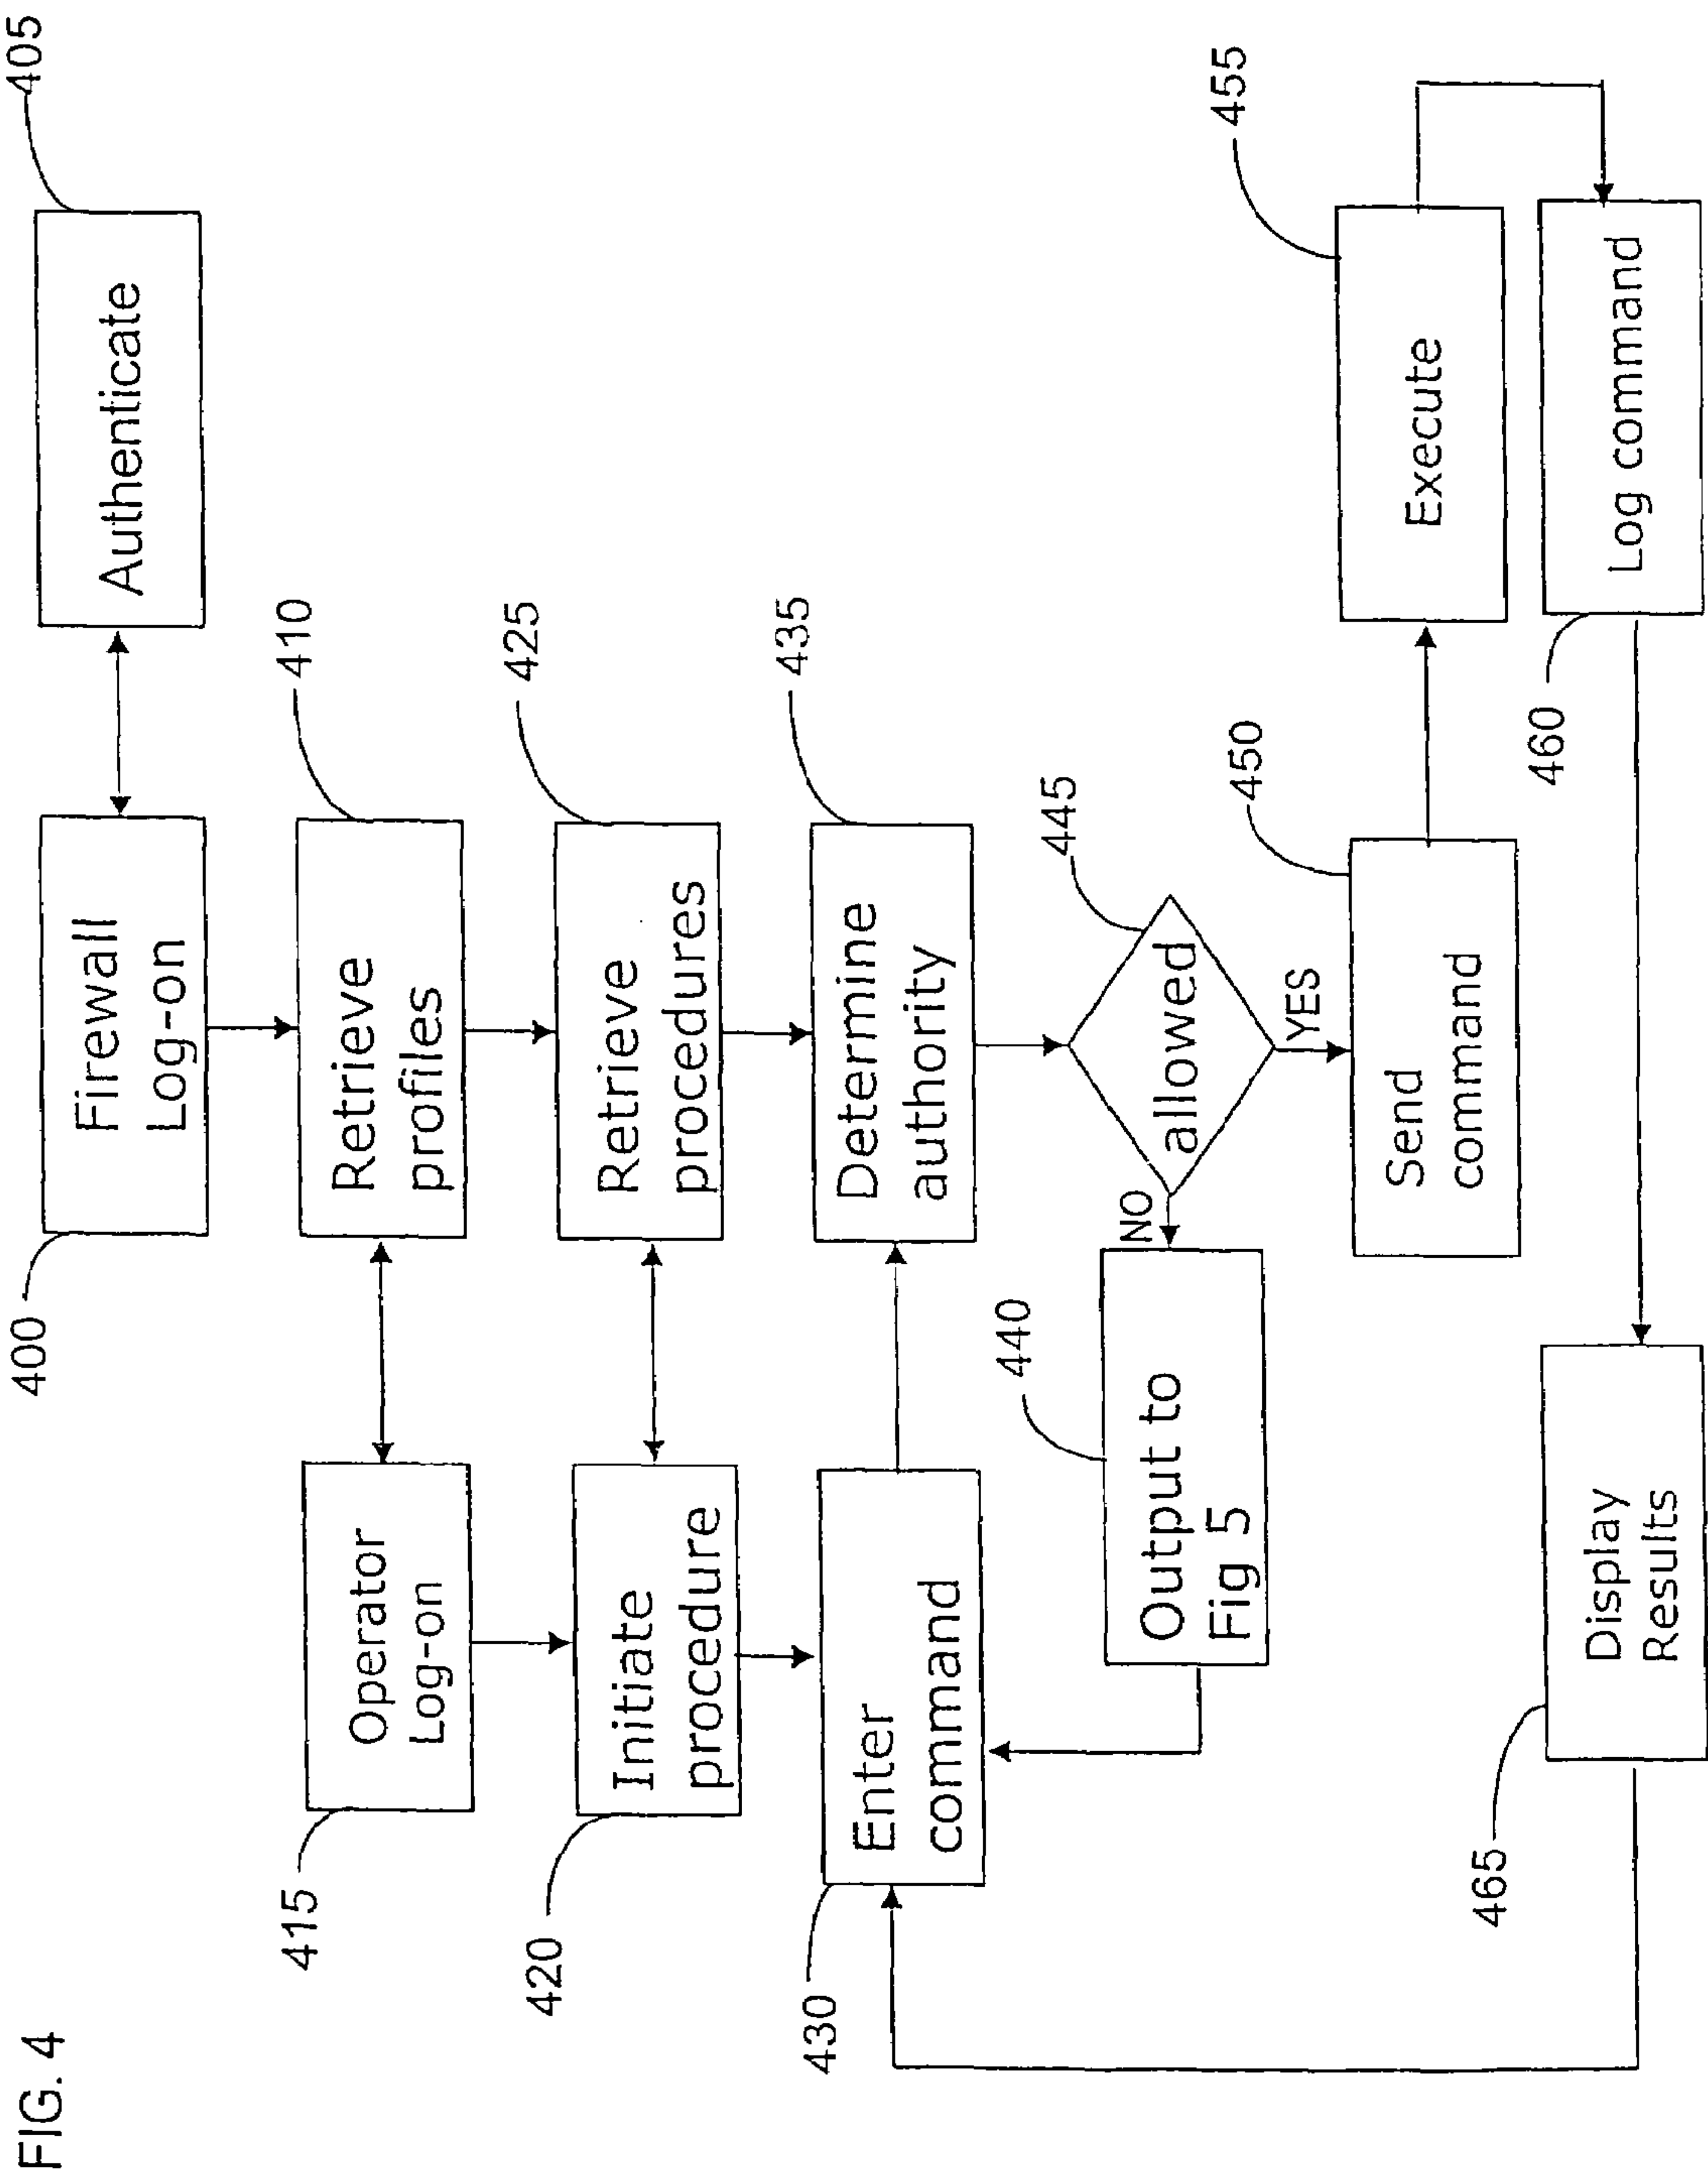 FIG. 4
400
Firewall
Log-on
405
Authenticate
410
Retrieve
profiles
415
Operator
Log-on
420
Initiate
procedure
425
Retrieve
procedures
430
Enter
command
435
Determine
authority
440
Output to
Fig 5
NO
445
allowed
YES
450
Send
command
455
Execute
460
Log command
465
Display
Results